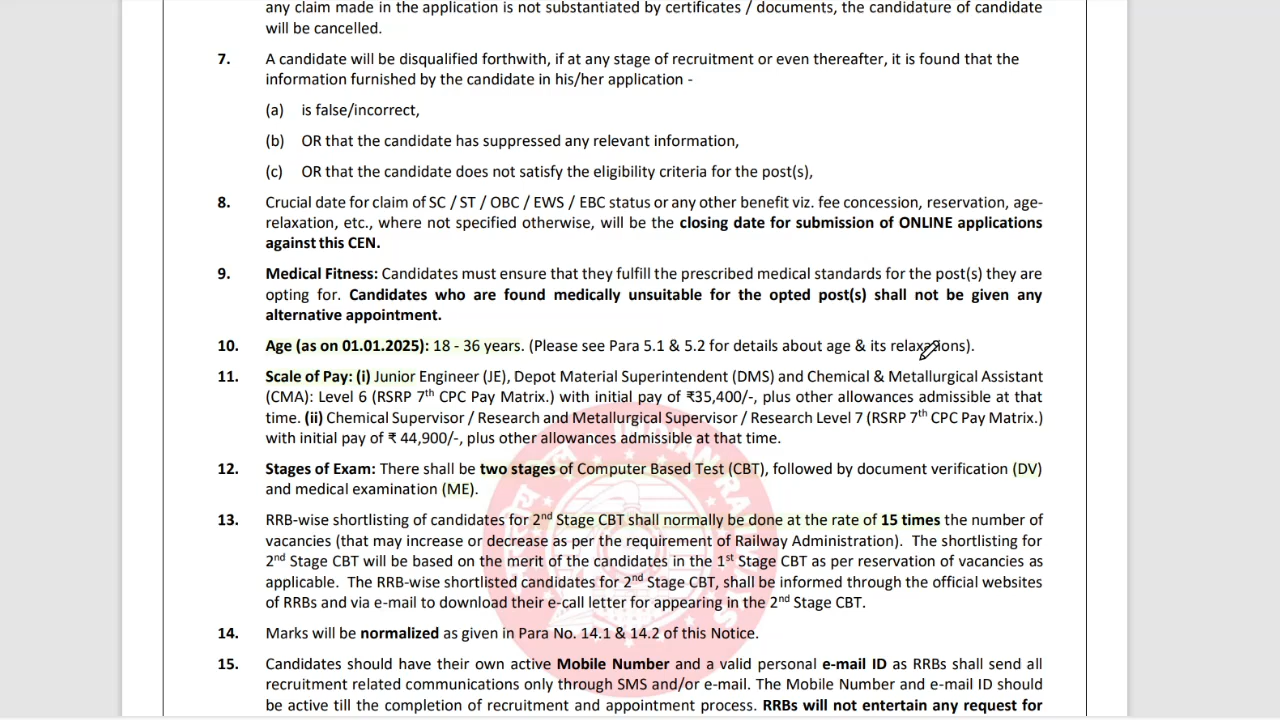 any claim made in the application is not substantiated by certificates / documents, the candidature of candidate
will be cancelled.
7. A candidate will be disqualified forthwith, if at any stage of recruitment or even thereafter, it is found that the
information furnished by the candidate in his/her application -
(a) is false/incorrect,
(b) OR that the candidate has suppressed any relevant information,
(c) OR that the candidate does not satisfy the eligibility criteria for the post(s),
8. Crucial date for claim of SC / ST / OBC / EWS / EBC status or any other benefit viz. fee concession, reservation, age-
relaxation, etc., where not specified otherwise, will be the closing date for submission of ONLINE applications
against this CEN.
9. Medical Fitness: Candidates must ensure that they fulfill the prescribed medical standards for the post(s) they are
opting for. Candidates who are found medically unsuitable for the opted post(s) shall not be given any
alternative appointment.
10. Age (as on 01.01.2025): 18 - 36 years. (Please see Para 5.1 & 5.2 for details about age & its relaxations).
11. Scale of Pay: (i) Junior Engineer (JE), Depot Material Superintendent (DMS) and Chemical & Metallurgical Assistant
(CMA): Level 6 (RSRP 7th CPC Pay Matrix.) with initial pay of ₹35,400/-, plus other allowances admissible at that
time. (ii) Chemical Supervisor / Research and Metallurgical Supervisor / Research Level 7 (RSRP 7th CPC Pay Matrix.)
with initial pay of ₹ 44,900/-, plus other allowances admissible at that time.
12. Stages of Exam: There shall be two stages of Computer Based Test (CBT), followed by document verification (DV)
and medical examination (ME).
13. RRB-wise shortlisting of candidates for 2nd Stage CBT shall normally be done at the rate of 15 times the number of
vacancies (that may increase or decrease as per the requirement of Railway Administration). The shortlisting for
2nd Stage CBT will be based on the merit of the candidates in the 1st Stage CBT as per reservation of vacancies as
applicable. The RRB-wise shortlisted candidates for 2nd Stage CBT, shall be informed through the official websites
of RRBs and via e-mail to download their e-call letter for appearing in the 2nd Stage CBT.
14. Marks will be normalized as given in Para No. 14.1 & 14.2 of this Notice.
15. Candidates should have their own active Mobile Number and a valid personal e-mail ID as RRBs shall send all
recruitment related communications only through SMS and/or e-mail. The Mobile Number and e-mail ID should
be active till the completion of recruitment and appointment process. RRBs will not entertain any request for
INDIAN RAILWAYS